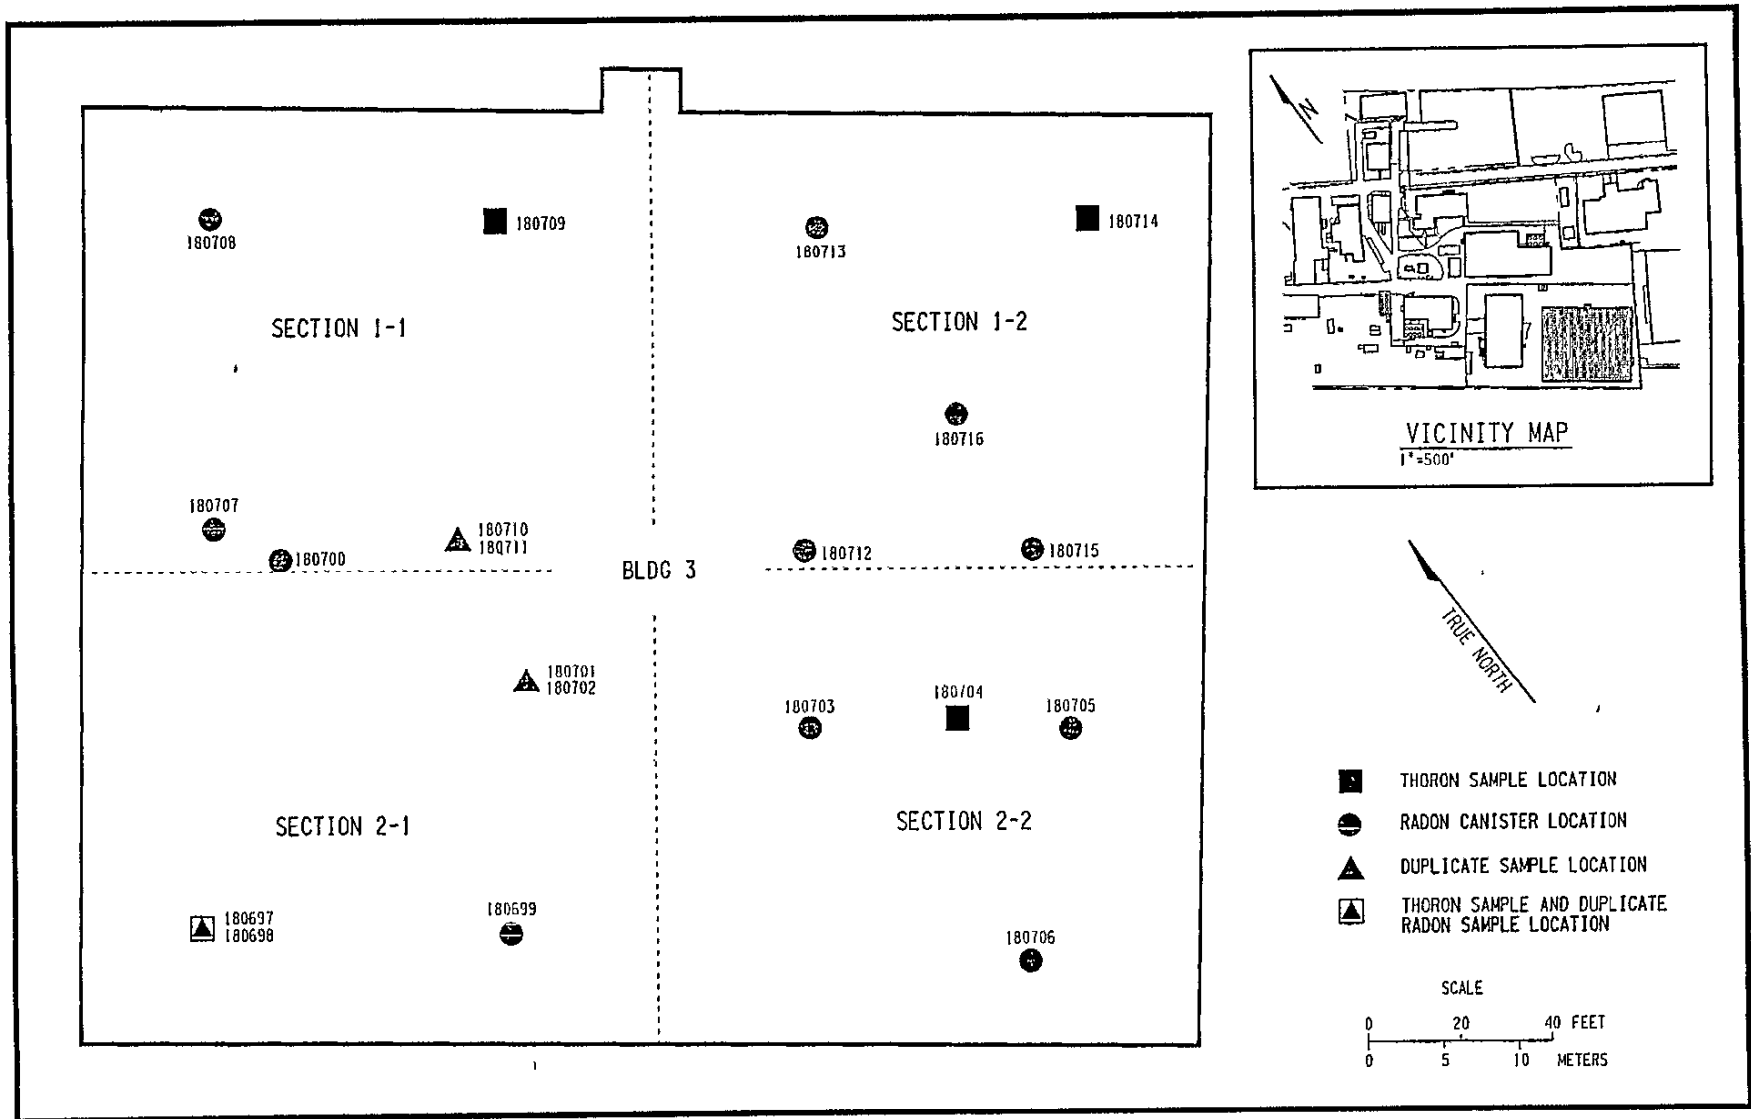 180708
180709
180713
180714
SECTION 1-1
SECTION 1-2
180716
180707
180700
180710
180711
180712
180715
BLDG 3
180701
180702
180703
180704
180705
SECTION 2-1
SECTION 2-2
180697
180698
180699
180706
N
VICINITY MAP
1"=500'
TRUE NORTH
THORON SAMPLE LOCATION
RADON CANISTER LOCATION
DUPLICATE SAMPLE LOCATION
THORON SAMPLE AND DUPLICATE
RADON SAMPLE LOCATION
SCALE
0 20 40 FEET
0 5 10 METERS